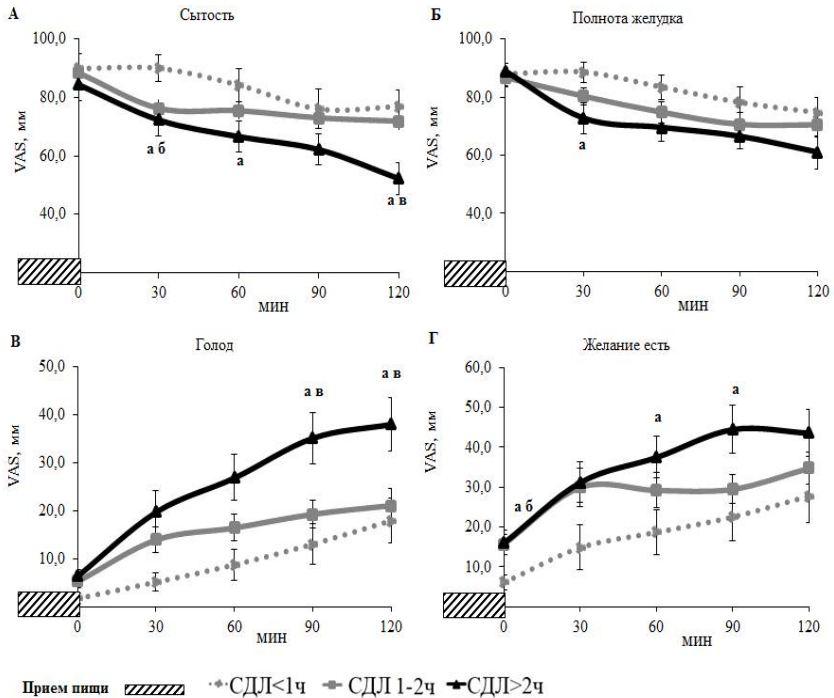 А
Сытость
100,0
80,0
60,0
40,0
VAS, мм
а б
а
а в
0
30
60
90
120
мин
Б
Полнота желудка
100,0
80,0
60,0
40,0
VAS, мм
а
0
30
60
90
120
МИН
В
Голод
50,0
40,0
30,0
20,0
10,0
VAS, мм
а в
а в
0
30
60
90
120
мин
Г
Желание есть
60,0
50,0
40,0
30,0
20,0
10,0
VAS, мм
а б
а
а
0
30
60
90
120
мин
Прием пищи СДЛ<1ч СДЛ 1-2ч СДЛ>2ч